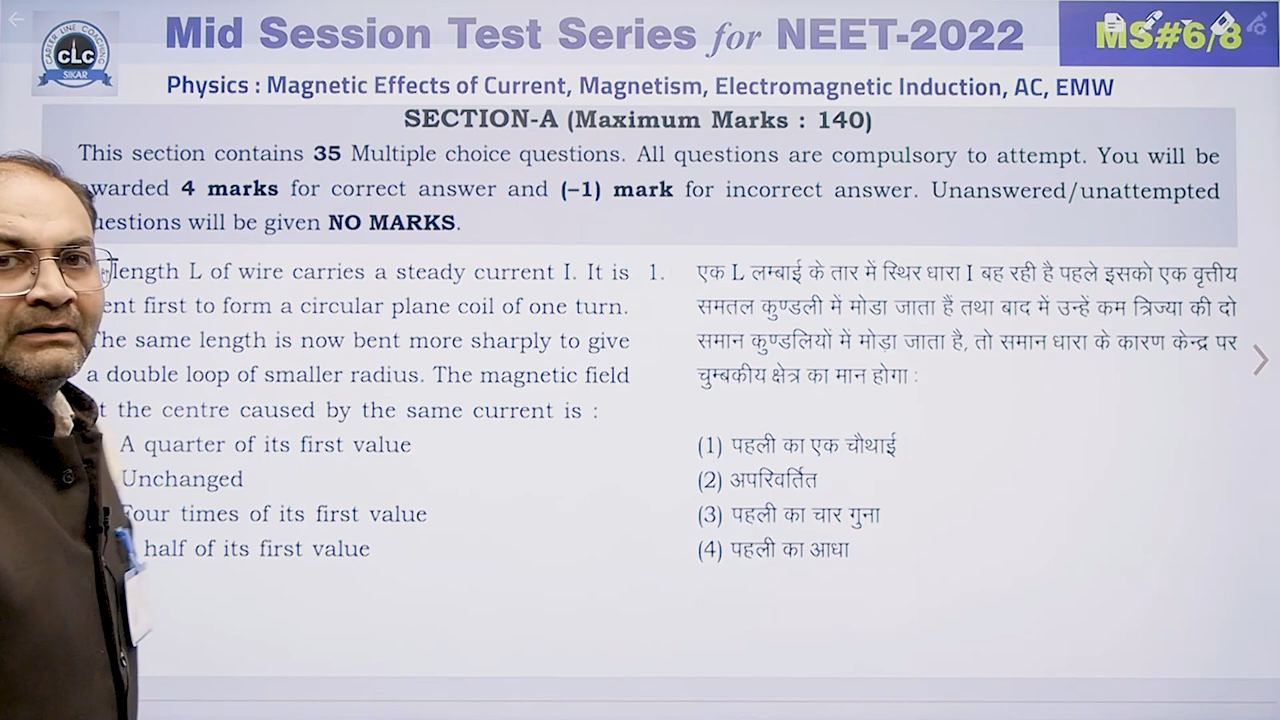 Mid Session Test Series for NEET-2022
MS#6/8
CAREER LINE COACHING
CLC
SIKAR
Physics : Magnetic Effects of Current, Magnetism, Electromagnetic Induction, AC, EMW
SECTION-A (Maximum Marks : 140)
This section contains 35 Multiple choice questions. All questions are compulsory to attempt. You will be
warded 4 marks for correct answer and (–1) mark for incorrect answer. Unanswered/unattempted
uestions will be given NO MARKS.
length L of wire carries a steady current I. It is
ent first to form a circular plane coil of one turn.
The same length is now bent more sharply to give
a double loop of smaller radius. The magnetic field
t the centre caused by the same current is :
A quarter of its first value
Unchanged
Four times of its first value
half of its first value
1. एक L लम्बाई के तार में स्थिर धारा I बह रही है पहले इसको एक वृत्तीय
समतल कुण्डली में मोडा जाता हैं तथा बाद में उन्हें कम त्रिज्या की दो
समान कुण्डलियों में मोड़ा जाता है, तो समान धारा के कारण केन्द्र पर
चुम्बकीय क्षेत्र का मान होगा :
(1) पहली का एक चौथाई
(2) अपरिवर्तित
(3) पहली का चार गुना
(4) पहली का आधा